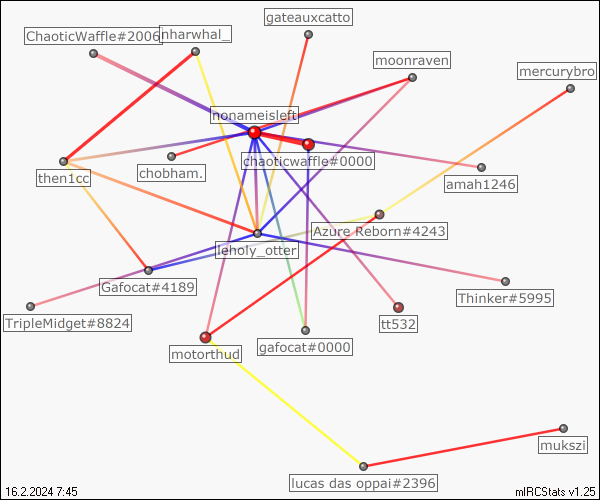 gateauxcatto
ChaoticWaffle#2006
nharwhal_
moonraven
mercurybro
nonameisleft
chaoticwaffle#0000
then1cc
chobham.
amah1246
Azure Reborn#4243
leholy_otter
Gafocat#4189
Thinker#5995
TripleMidget#8824
tt532
motorthud
gafocat#0000
mukszi
lucas das oppai#2396
16.2.2024 7:45
mIRCStats v1.25